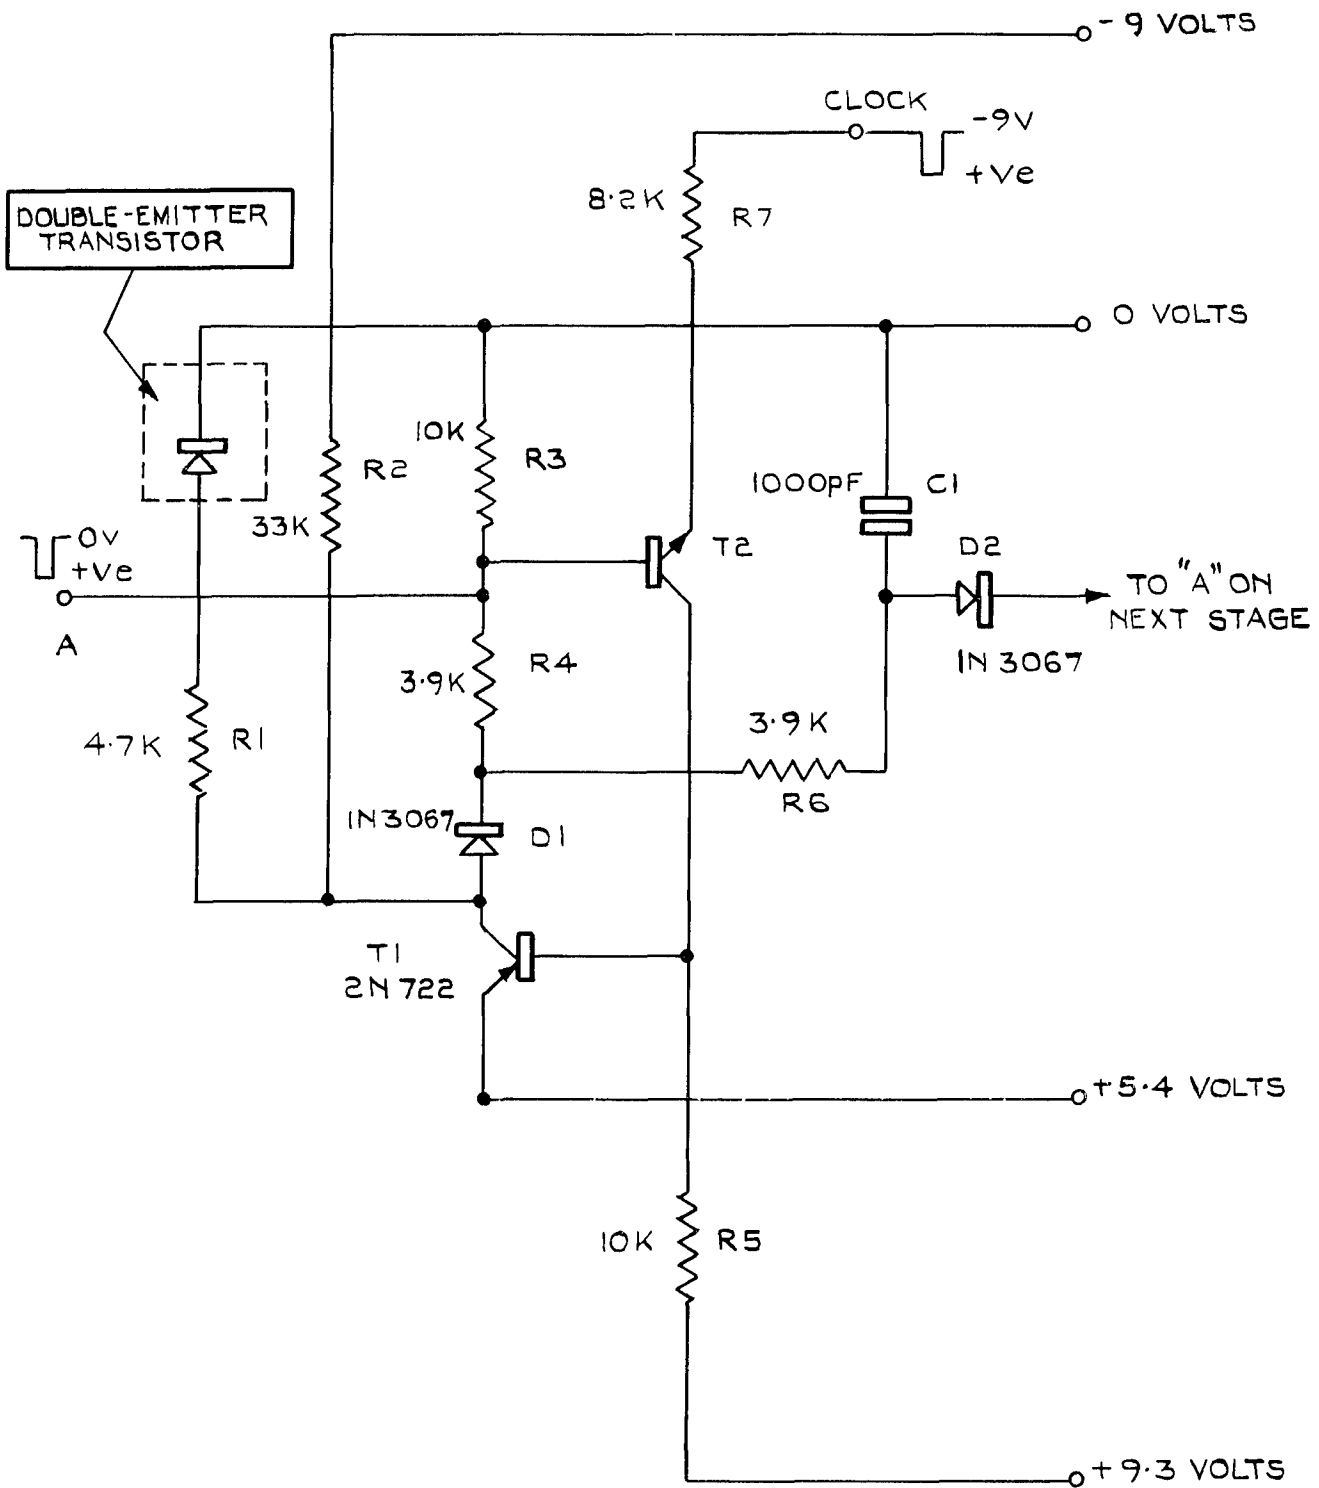 - 9 VOLTS
CLOCK
-9V
+Ve
8·2K
R7
DOUBLE-EMITTER
TRANSISTOR
0 VOLTS
10K
R3
R2
33K
1000pF
C1
0V
+Ve
A
T2
D2
TO "A" ON
NEXT STAGE
IN 3067
R4
3·9K
3·9K
R6
4·7K
R1
IN3067
D1
T1
2N 722
+5·4 VOLTS
10K
R5
+9·3 VOLTS